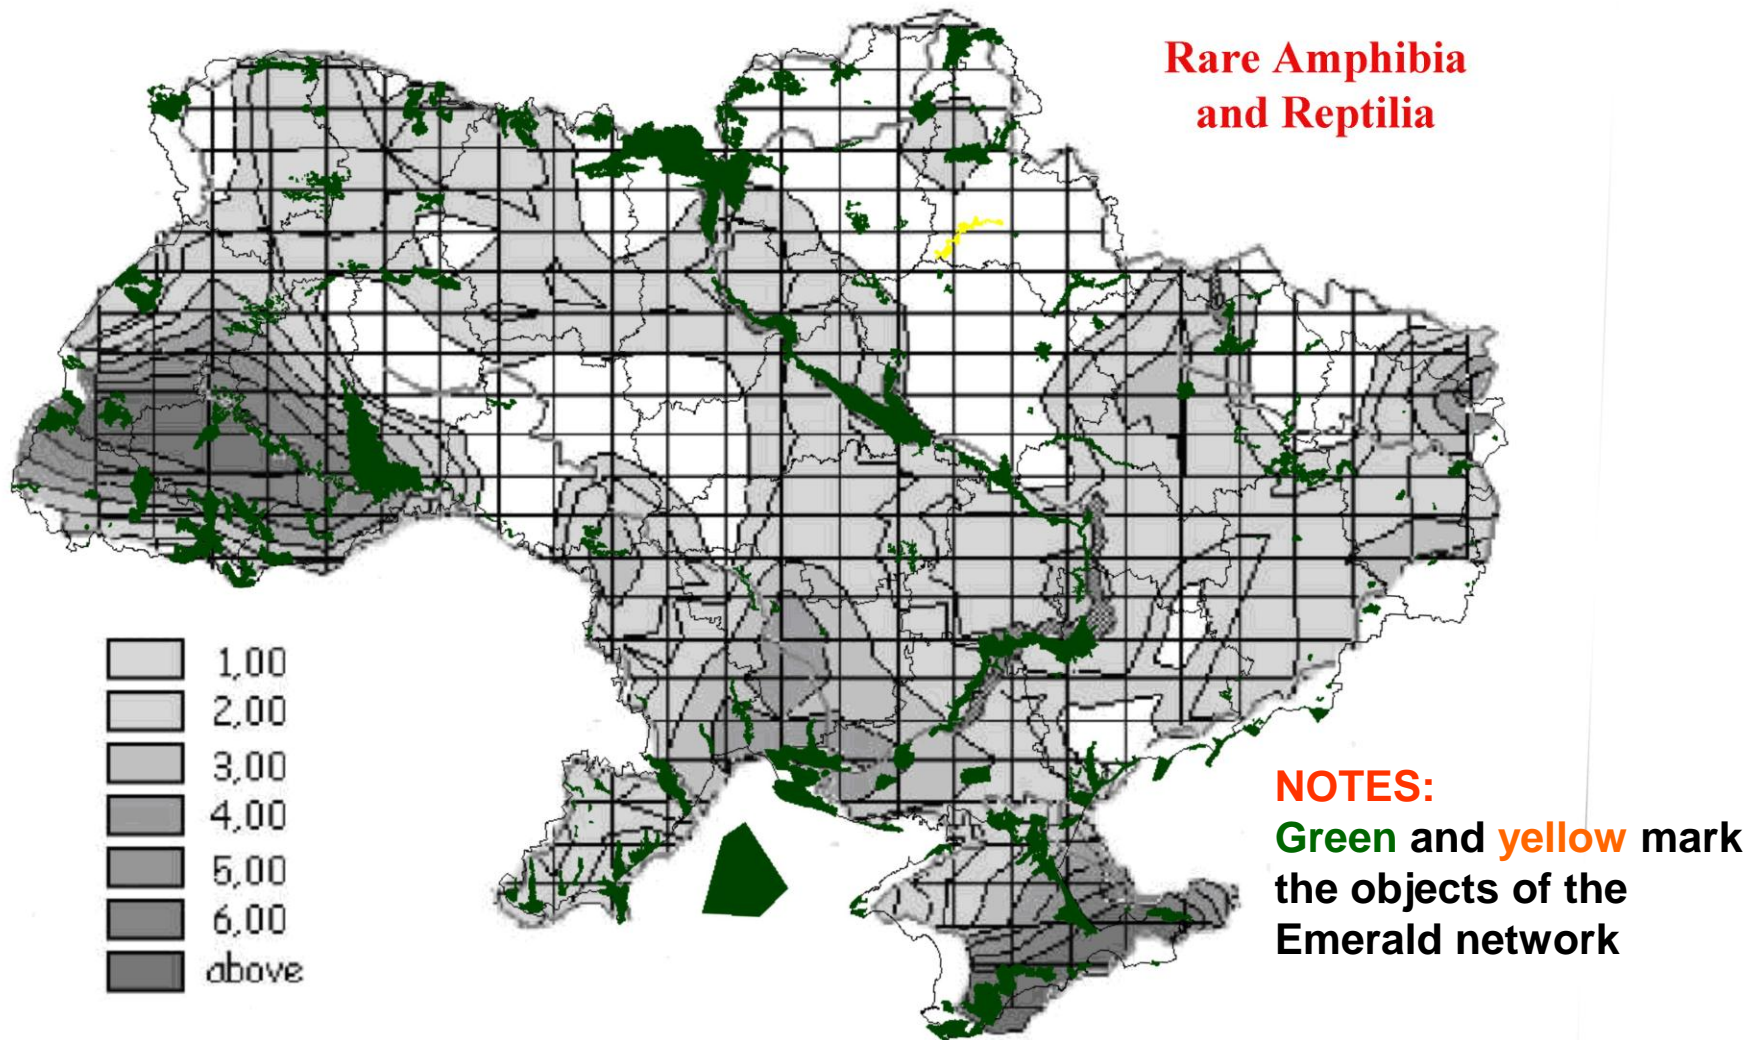 Rare Amphibia
and Reptilia
1,00
2,00
3,00
4,00
5,00
6,00
above
NOTES:
Green and yellow mark
the objects of the
Emerald network